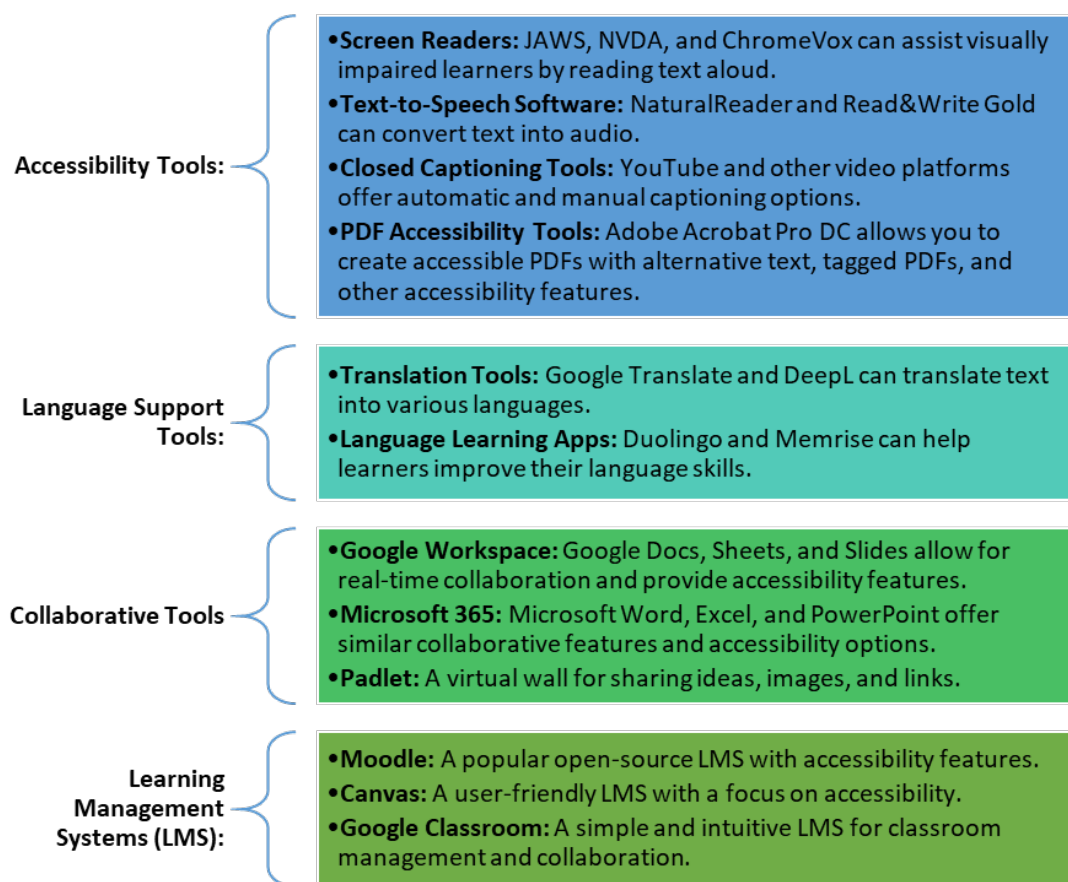 Accessibility Tools:
•Screen Readers: JAWS, NVDA, and ChromeVox can assist visually
impaired learners by reading text aloud.
•Text-to-Speech Software: NaturalReader and Read&Write Gold
can convert text into audio.
•Closed Captioning Tools: YouTube and other video platforms
offer automatic and manual captioning options.
•PDF Accessibility Tools: Adobe Acrobat Pro DC allows you to
create accessible PDFs with alternative text, tagged PDFs, and
other accessibility features.
Language Support
Tools:
•Translation Tools: Google Translate and DeepL can translate text
into various languages.
•Language Learning Apps: Duolingo and Memrise can help
learners improve their language skills.
Collaborative Tools
•Google Workspace: Google Docs, Sheets, and Slides allow for
real-time collaboration and provide accessibility features.
•Microsoft 365: Microsoft Word, Excel, and PowerPoint offer
similar collaborative features and accessibility options.
•Padlet: A virtual wall for sharing ideas, images, and links.
Learning
Management
Systems (LMS):
•Moodle: A popular open-source LMS with accessibility features.
•Canvas: A user-friendly LMS with a focus on accessibility.
•Google Classroom: A simple and intuitive LMS for classroom
management and collaboration.